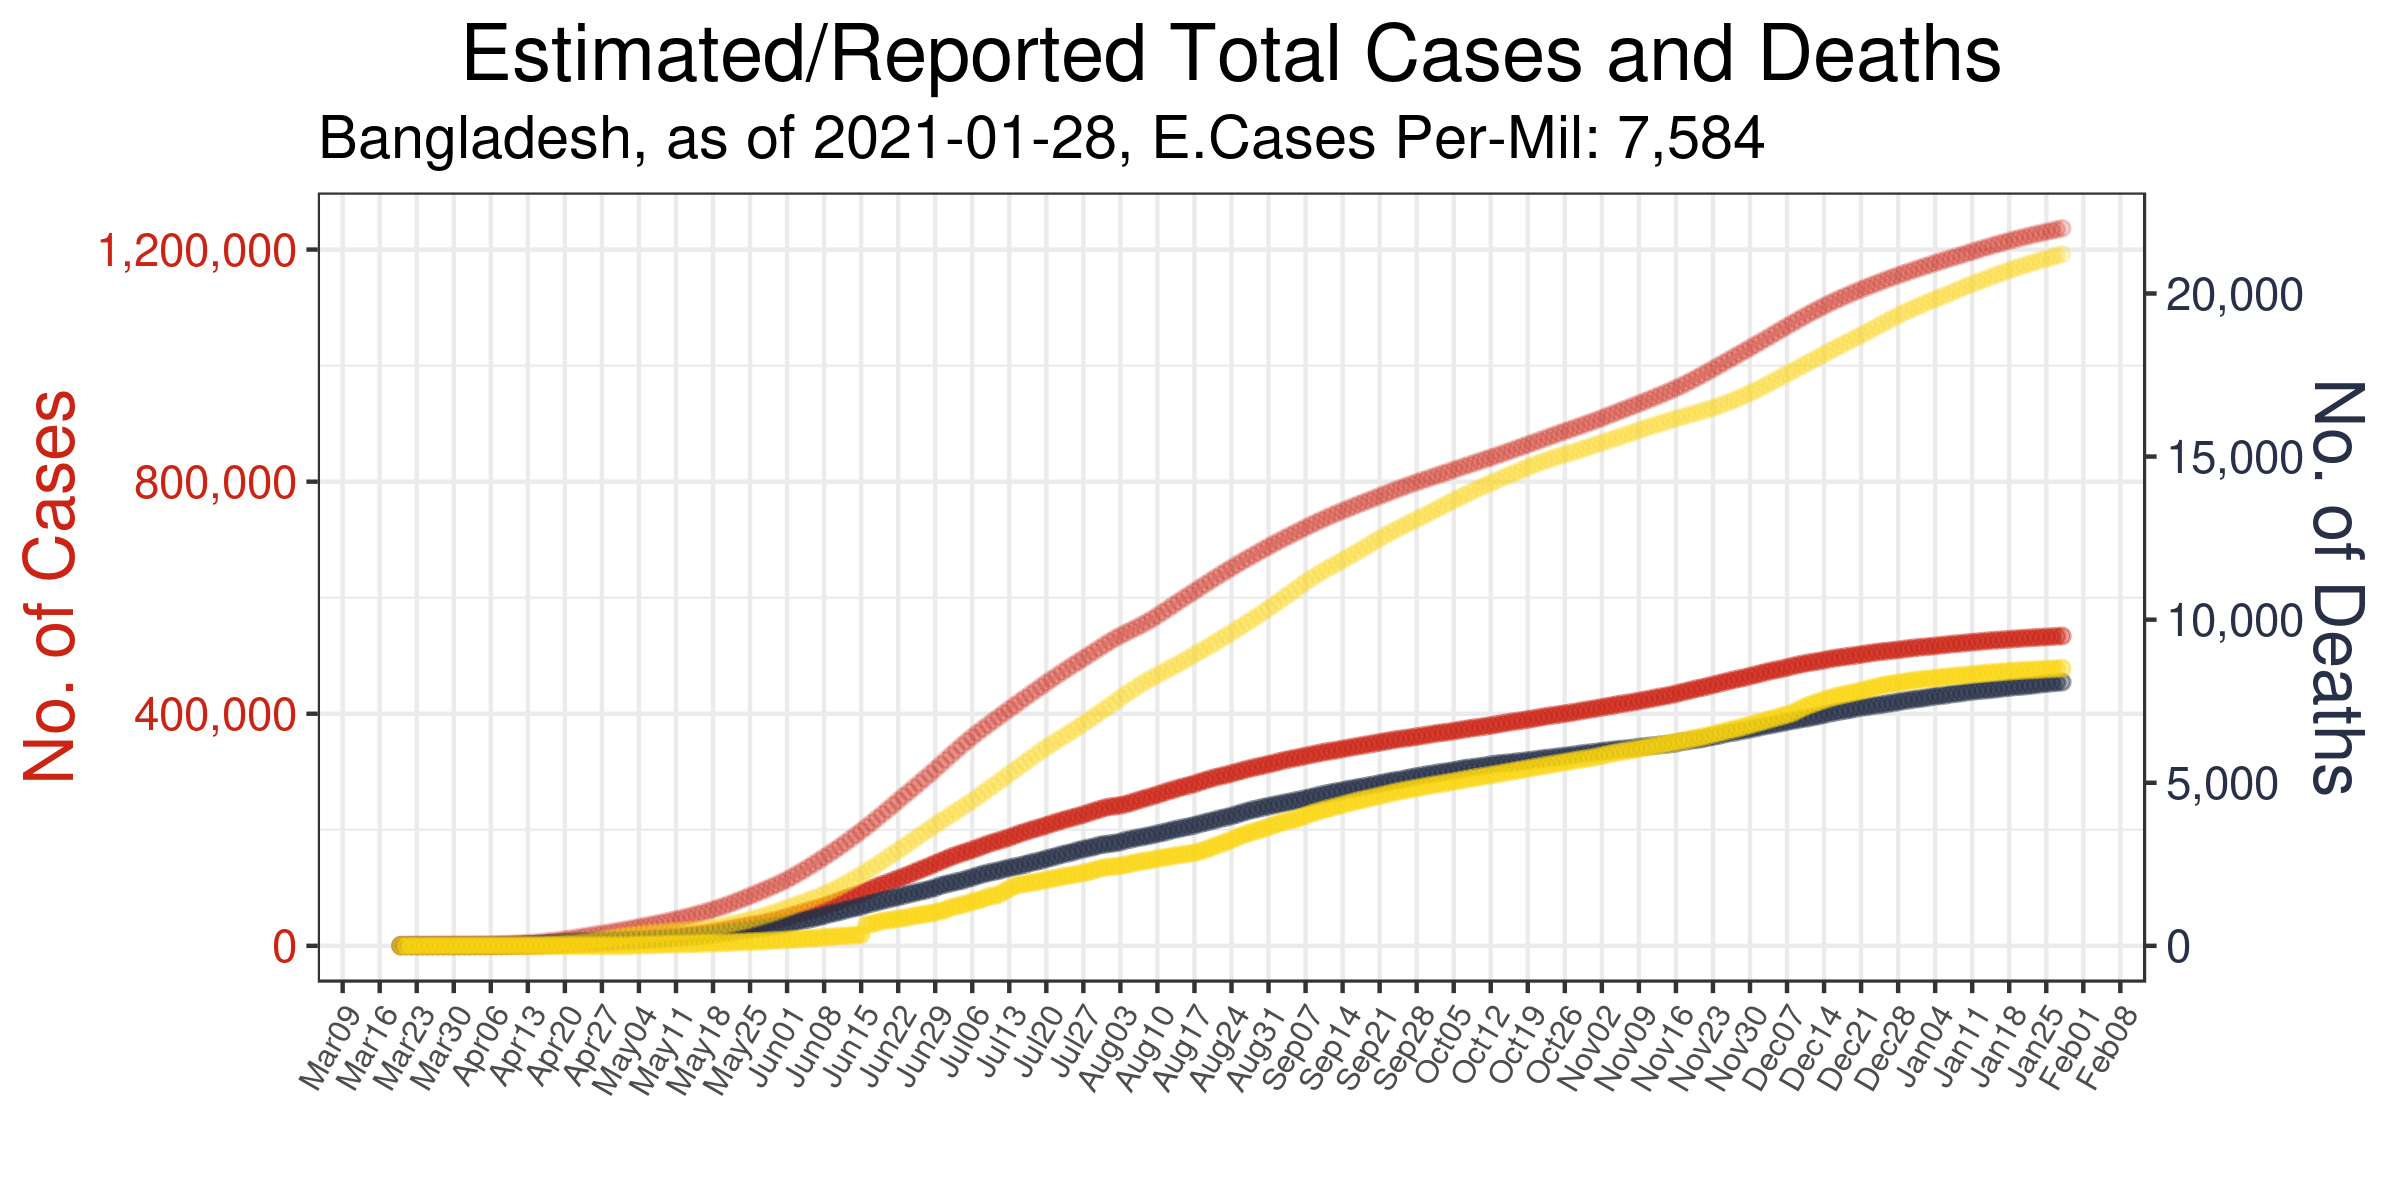 Estimated/Reported Total Cases and Deaths
Bangladesh, as of 2021-01-28, E.Cases Per-Mil: 7,584
No. of Cases
1,200,000
800,000
400,000
0
20,000
15,000
10,000
5,000
0
No. of Deaths
Mar09
Mar16
Mar23
Mar30
Apr06
Apr13
Apr20
Apr27
May04
May11
May18
May25
Jun01
Jun08
Jun15
Jun22
Jun29
Jul06
Jul13
Jul20
Jul27
Aug03
Aug10
Aug17
Aug24
Aug31
Sep07
Sep14
Sep21
Sep28
Oct05
Oct12
Oct19
Oct26
Nov02
Nov09
Nov16
Nov23
Nov30
Dec07
Dec14
Dec21
Dec28
Jan04
Jan11
Jan18
Jan25
Feb01
Feb08